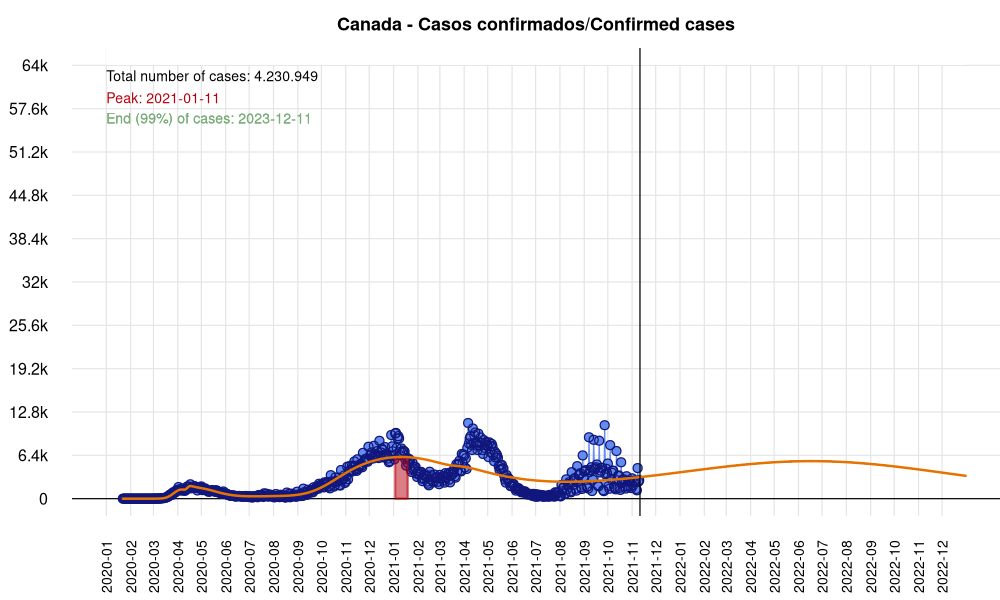 Canada - Casos confirmados/Confirmed cases
Total number of cases: 4.230.949
Peak: 2021-01-11
End (99%) of cases: 2023-12-11
64k
57.6k
51.2k
44.8k
38.4k
32k
25.6k
19.2k
12.8k
6.4k
0
2020-01
2020-02
2020-03
2020-04
2020-05
2020-06
2020-07
2020-08
2020-09
2020-10
2020-11
2020-12
2021-01
2021-03
2021-04
2021-05
2021-06
2021-07
2021-08
2021-09
2021-10
2021-11
2021-12
2022-01
2022-02
2022-03
2022-04
2022-05
2022-06
2022-07
2022-08
2022-09
2022-10
2022-11
2022-12